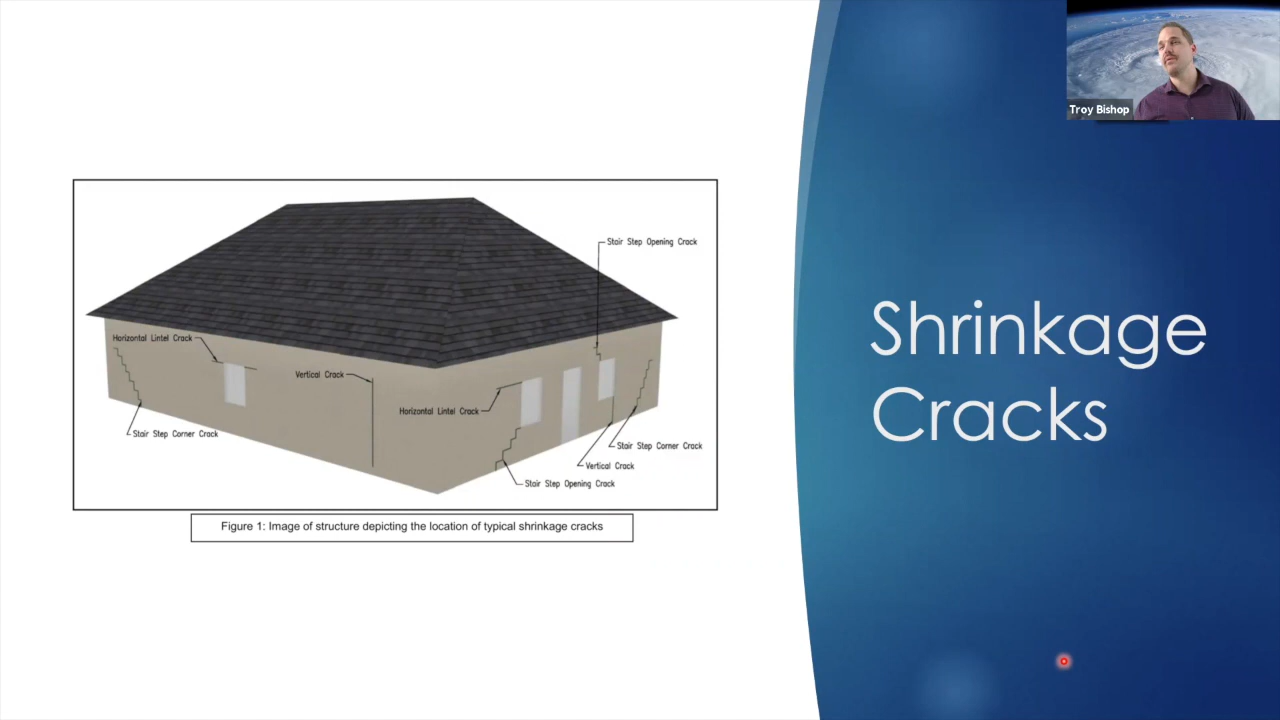 Troy Bishop
Stair Step Opening Crack
Horizontal Lintel Crack
Vertical Crack
Horizontal Lintel Crack
Stair Step Corner Crack
Stair Step Corner Crack
Vertical Crack
Stair Step Opening Crack
Figure 1: Image of structure depicting the location of typical shrinkage cracks
Shrinkage
Cracks